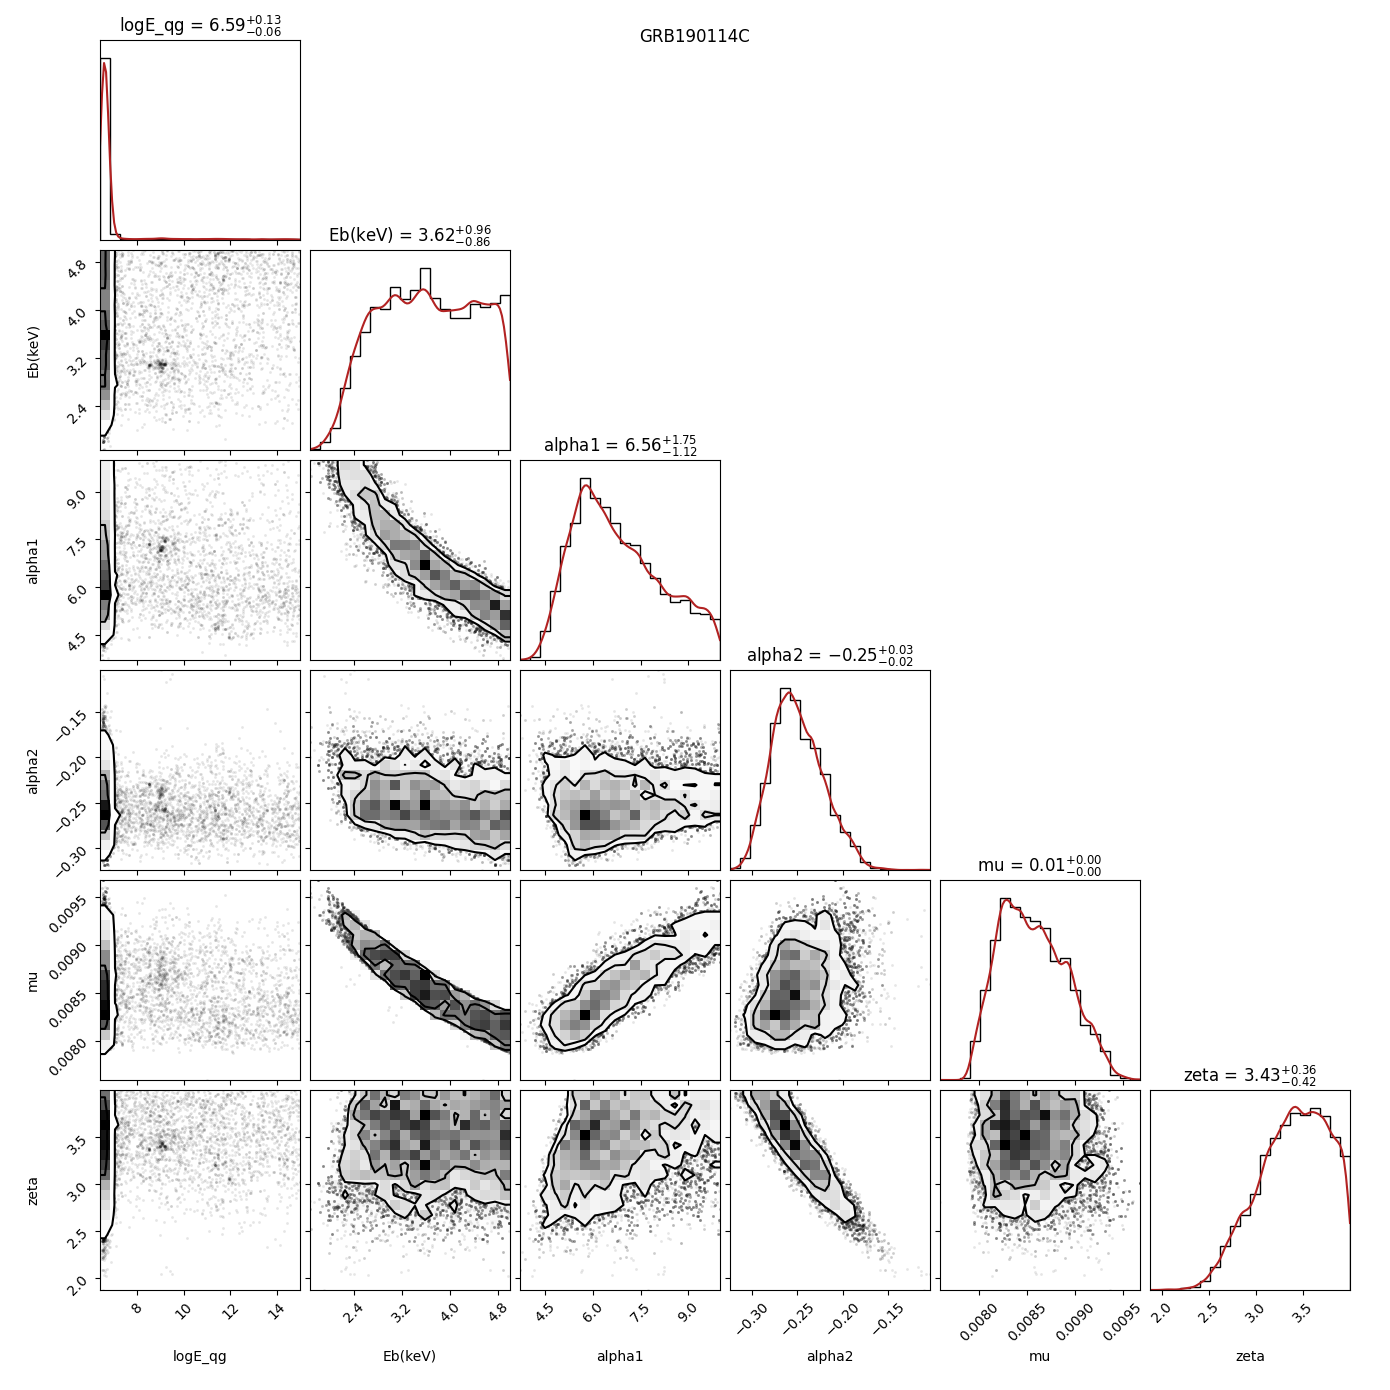 GRB190114C
logE_qg = 6.59+0.13−0.06
Eb(keV) = 3.62+0.96−0.86
4.8
4.0
3.2
2.4
Eb(keV)
alpha1 = 6.56+1.75−1.12
9.0
7.5
6.0
4.5
alpha1
alpha2 = −0.25+0.03−0.02
−0.15
−0.20
−0.25
−0.30
alpha2
mu = 0.01+0.00−0.00
0.0095
0.0090
0.0085
0.0080
mu
zeta = 3.43+0.36−0.42
3.5
3.0
2.5
2.0
zeta
8 10 12 14
2.4 3.2 4.0 4.8
4.5 6.0 7.5 9.0
−0.30 −0.25 −0.20 −0.15
0.0080 0.0085 0.0090 0.0095
2.0 2.5 3.0 3.5
logE_qg Eb(keV) alpha1 alpha2 mu zeta